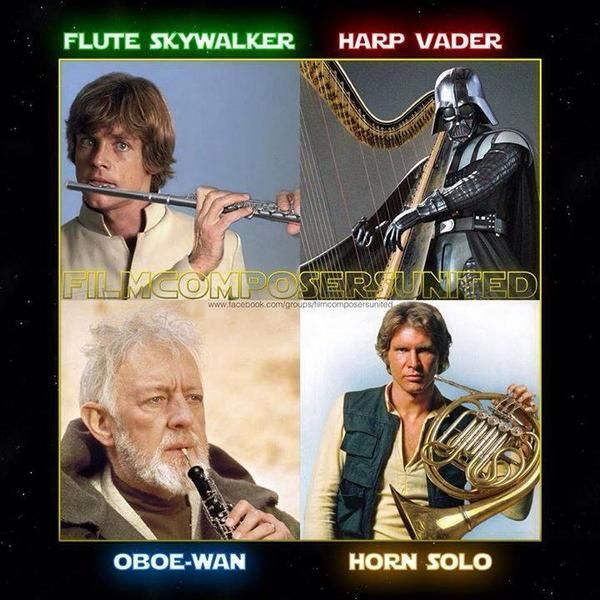 FLUTE SKYWALKER
HARP VADER
FILMCOMPOSERSUNITED
www.facebook.com/groups/filmcomposersunited
OBOE-WAN
HORN SOLO